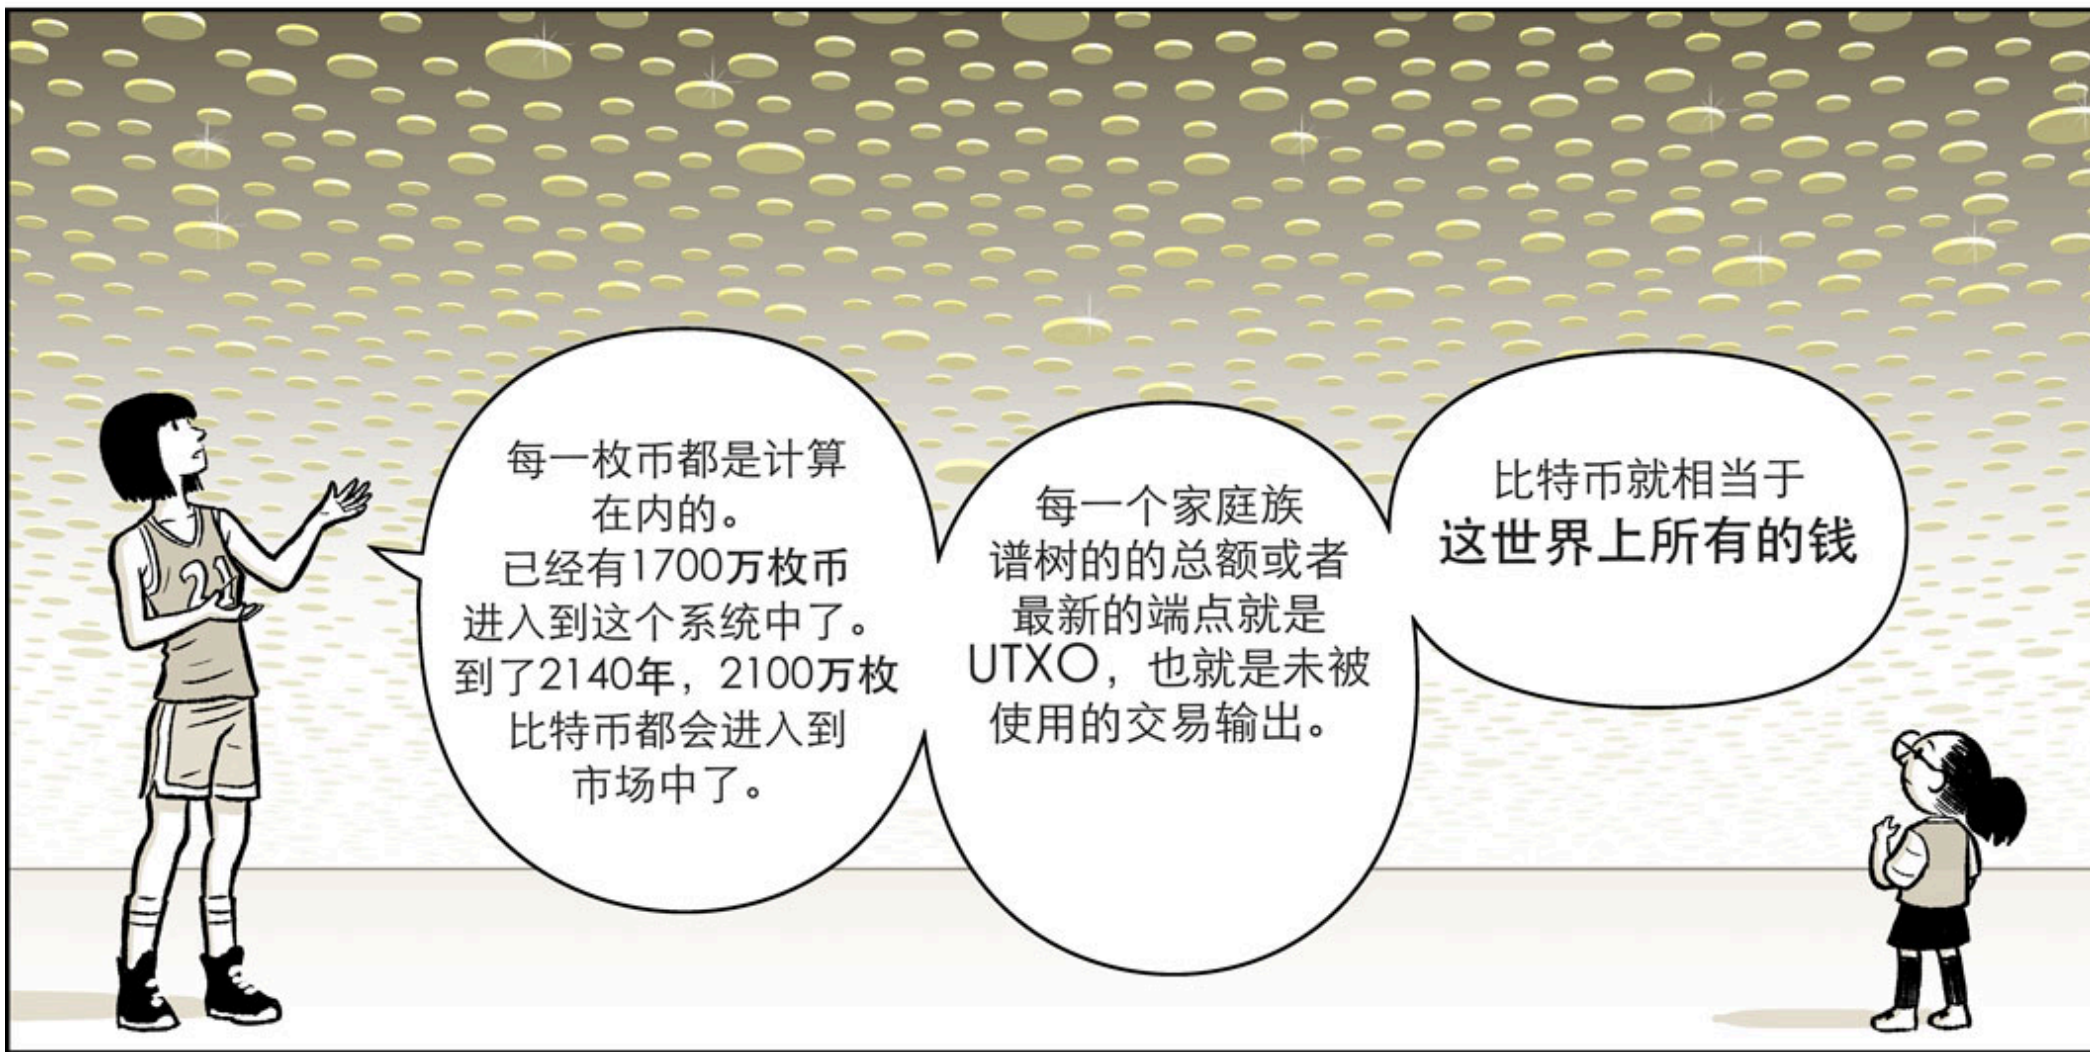 每一枚币都是计算
在内的。
已经有1700万枚币
进入到这个系统中了。
到了2140年，2100万枚
比特币都会进入到
市场中了。
每一个家庭族
谱树的的总额或者
最新的端点就是
UTXO，也就是未被
使用的交易输出。
比特币就相当于
这世界上所有的钱
21